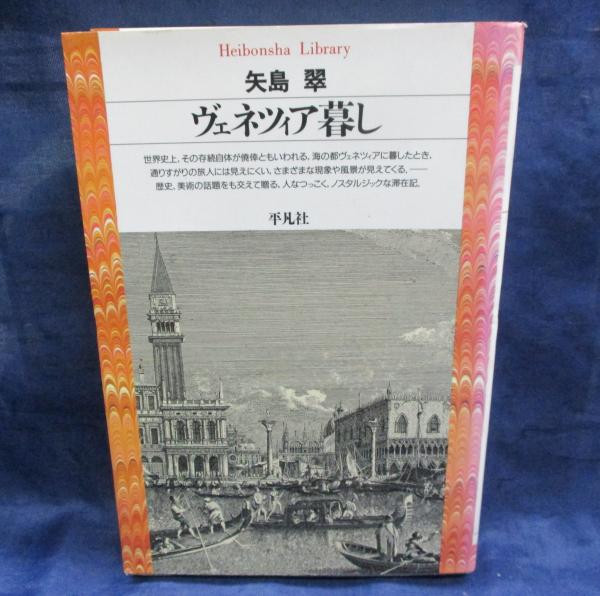 Heibonsha Library
矢島 翠
ヴェネツィア暮し
世界史上、その存続自体が僥倖ともいわれる、海の都ヴェネツィアに暮したとき、
通りすがりの旅人には見えにくい、さまざまな現象や風景が見えてくる。——
歴史、美術の話題をも交えて贈る、人なつっこく、ノスタルジックな滞在記。
平凡社